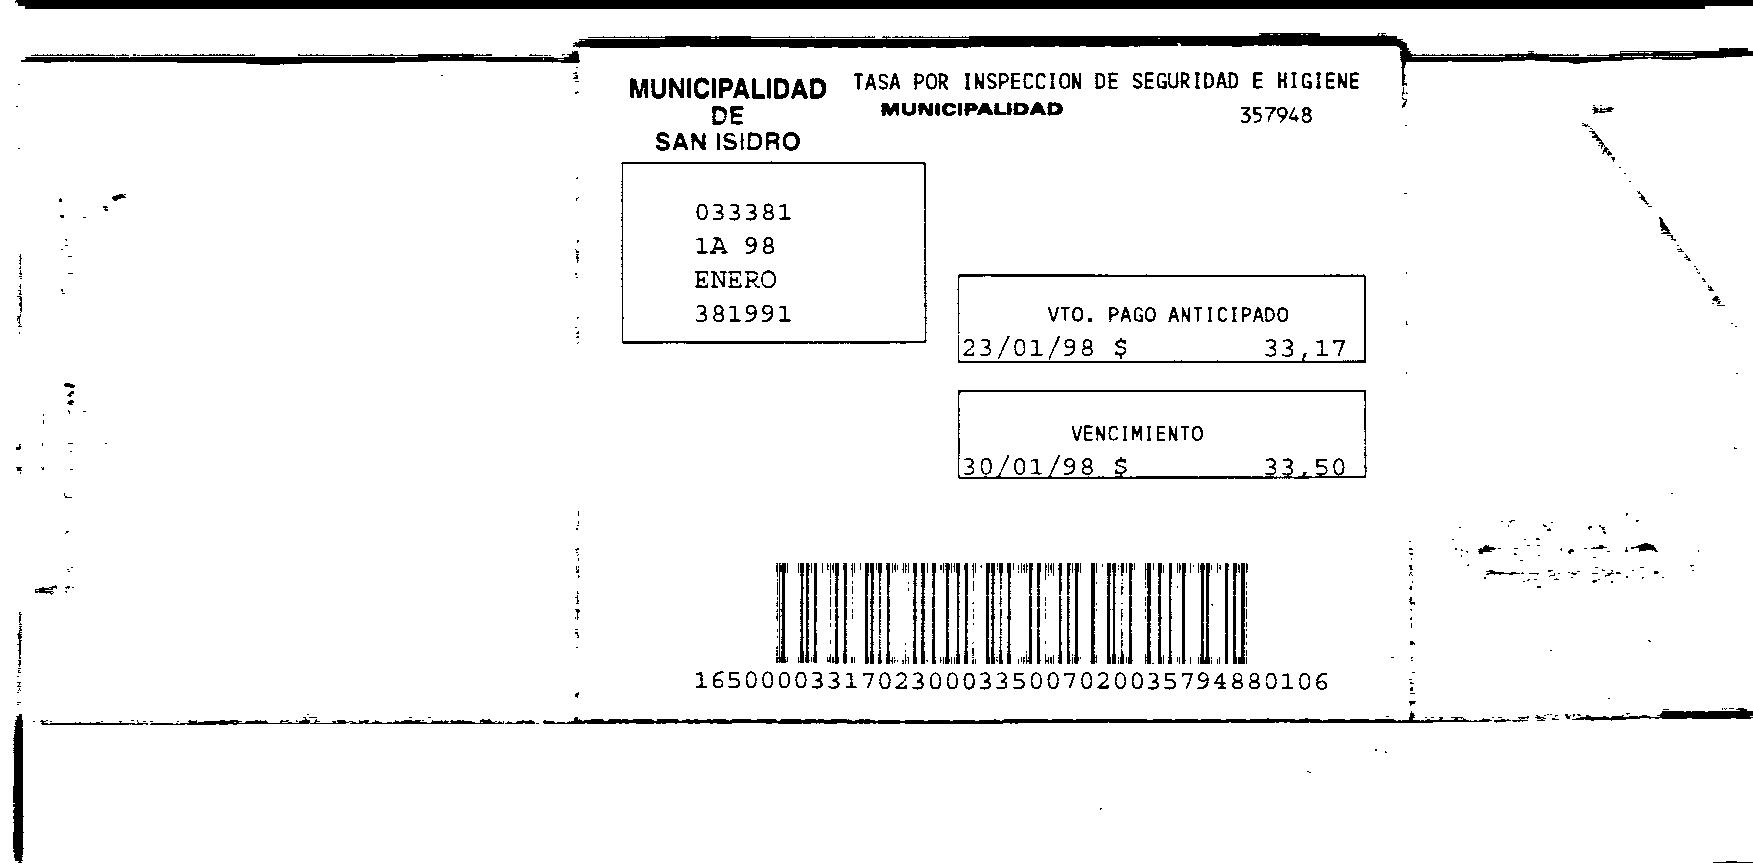 MUNICIPALIDAD
DE
SAN ISIDRO
TASA POR INSPECCION DE SEGURIDAD E HIGIENE
MUNICIPALIDAD 357948
033381
1A 98
ENERO
381991
VTO. PAGO ANTICIPADO
23/01/98 $ 33,17
VENCIMIENTO
30/01/98 $ 33,50
16500003317023000335007020035794880106